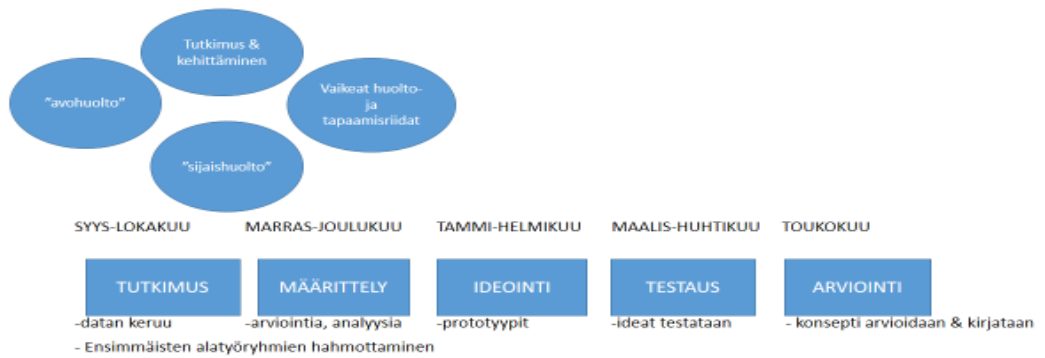 Tutkimus &
kehittäminen
"avohuolto"
Vaikeat huolto-
ja
tapaamisriidat
"sijaishuolto"
SYYS-LOKAKUU MARRAS-JOULUKUU TAMMI-HELMIKUU MAALIS-HUHTIKUU TOUKOKUU
TUTKIMUS MÄÄRITTELY IDEOINTI TESTAUS ARVIOINTI
-datan keruu -arviointia, analyysia -prototyypit -ideat testataan - konsepti arvioidaan & kirjataan
- Ensimmäisten alatyöryhmien hahmottaminen